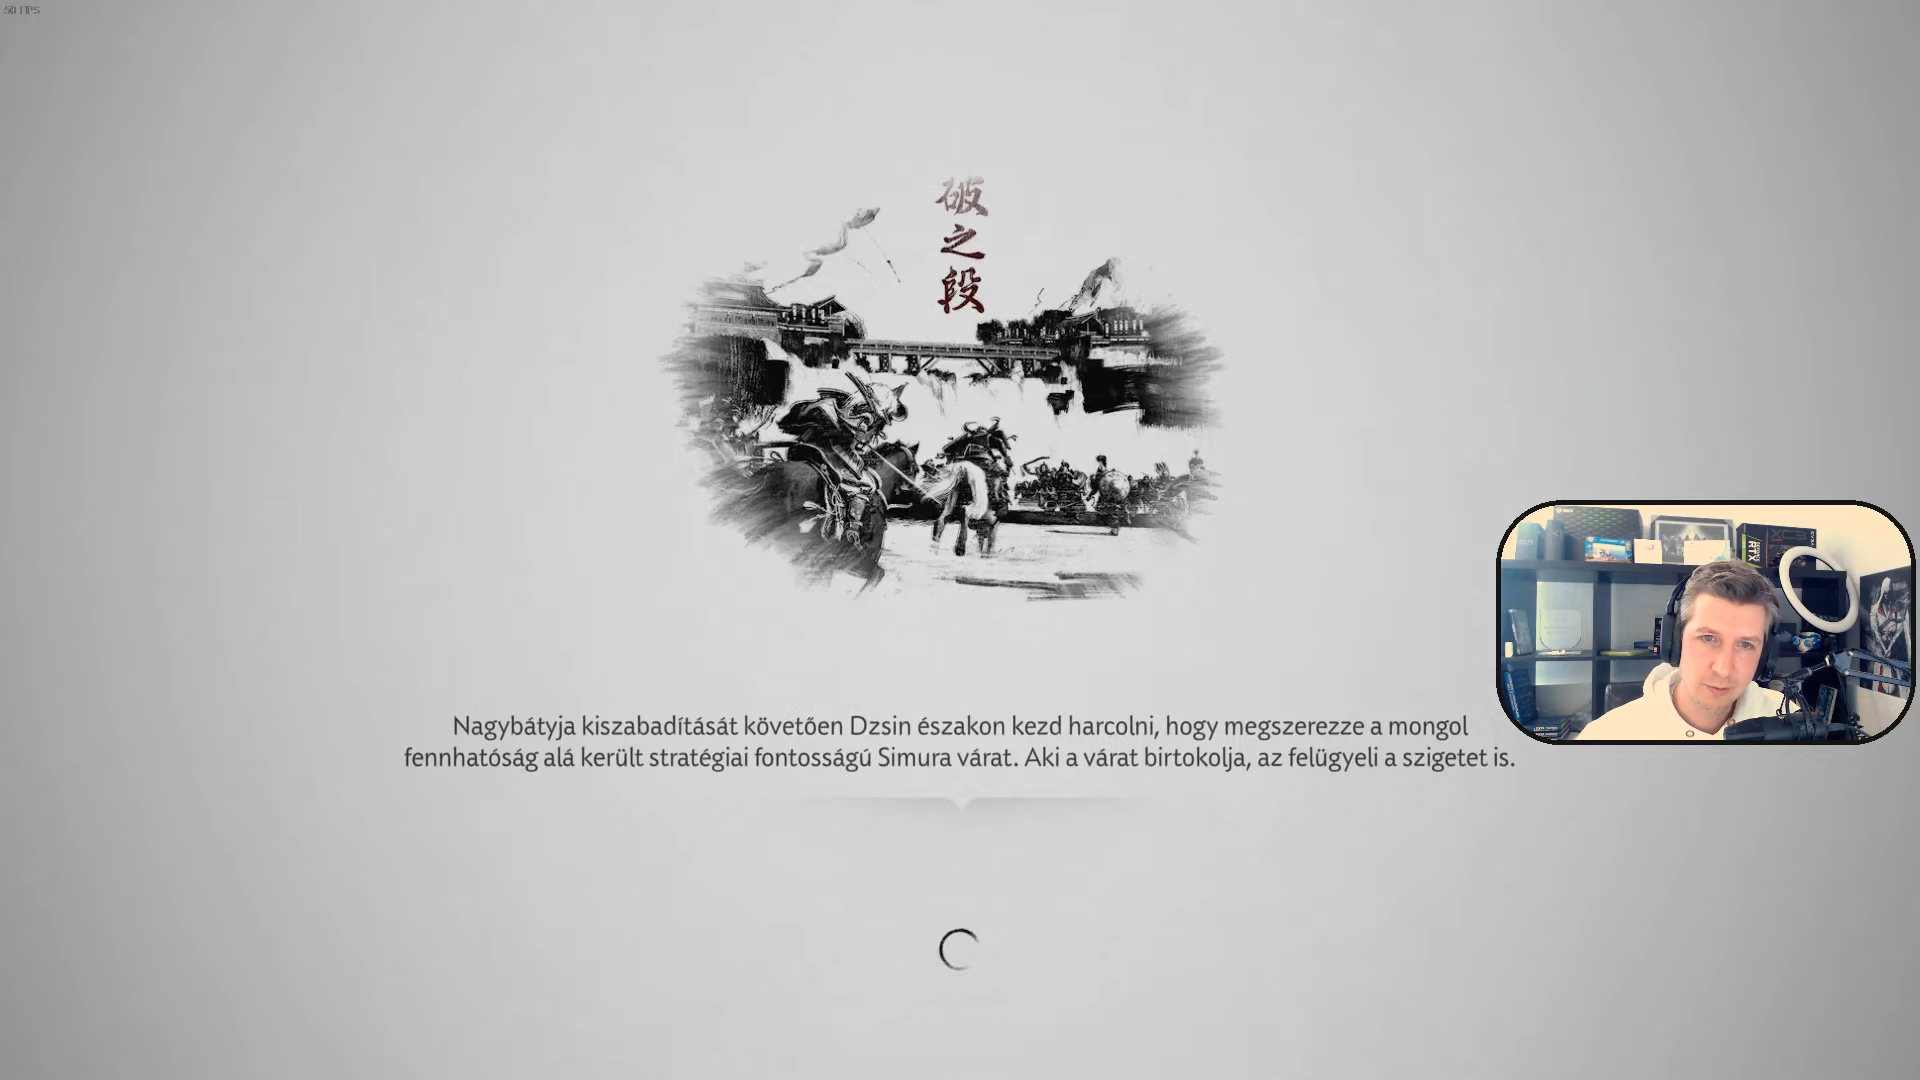 破
之
段
Nagybátyja kiszabadítását követően Dzsin északon kezd harcolni, hogy megszerezze a mongol
fennhatóság alá került stratégiai fontosságú Simura várat. Aki a várat birtokolja, az felügyeli a szigetet is.
RTX